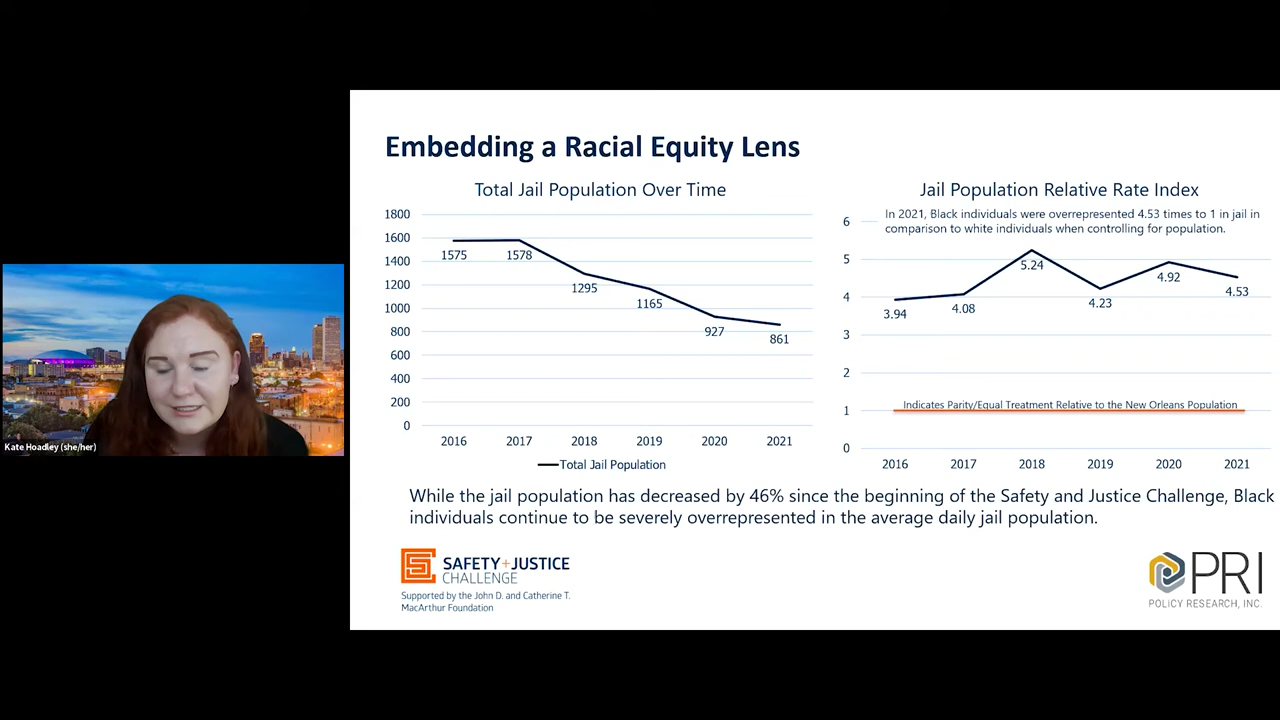 Embedding a Racial Equity Lens
Total Jail Population Over Time
1800
1600
1400
1200
1000
800
600
400
200
0
1575
1578
1295
1165
927
861
2016
2017
2018
2019
2020
2021
Total Jail Population
Jail Population Relative Rate Index
In 2021, Black individuals were overrepresented 4.53 times to 1 in jail in
comparison to white individuals when controlling for population.
6
5
4
3
2
1
0
3.94
4.08
5.24
4.23
4.92
4.53
Indicates Parity/Equal Treatment Relative to the New Orleans Population
2016
2017
2018
2019
2020
2021
While the jail population has decreased by 46% since the beginning of the Safety and Justice Challenge, Black
individuals continue to be severely overrepresented in the average daily jail population.
SAFETY+JUSTICE
CHALLENGE
Supported by the John D. and Catherine T.
MacArthur Foundation
PRI
POLICY RESEARCH, INC.
Kate Hoadley (she/her)